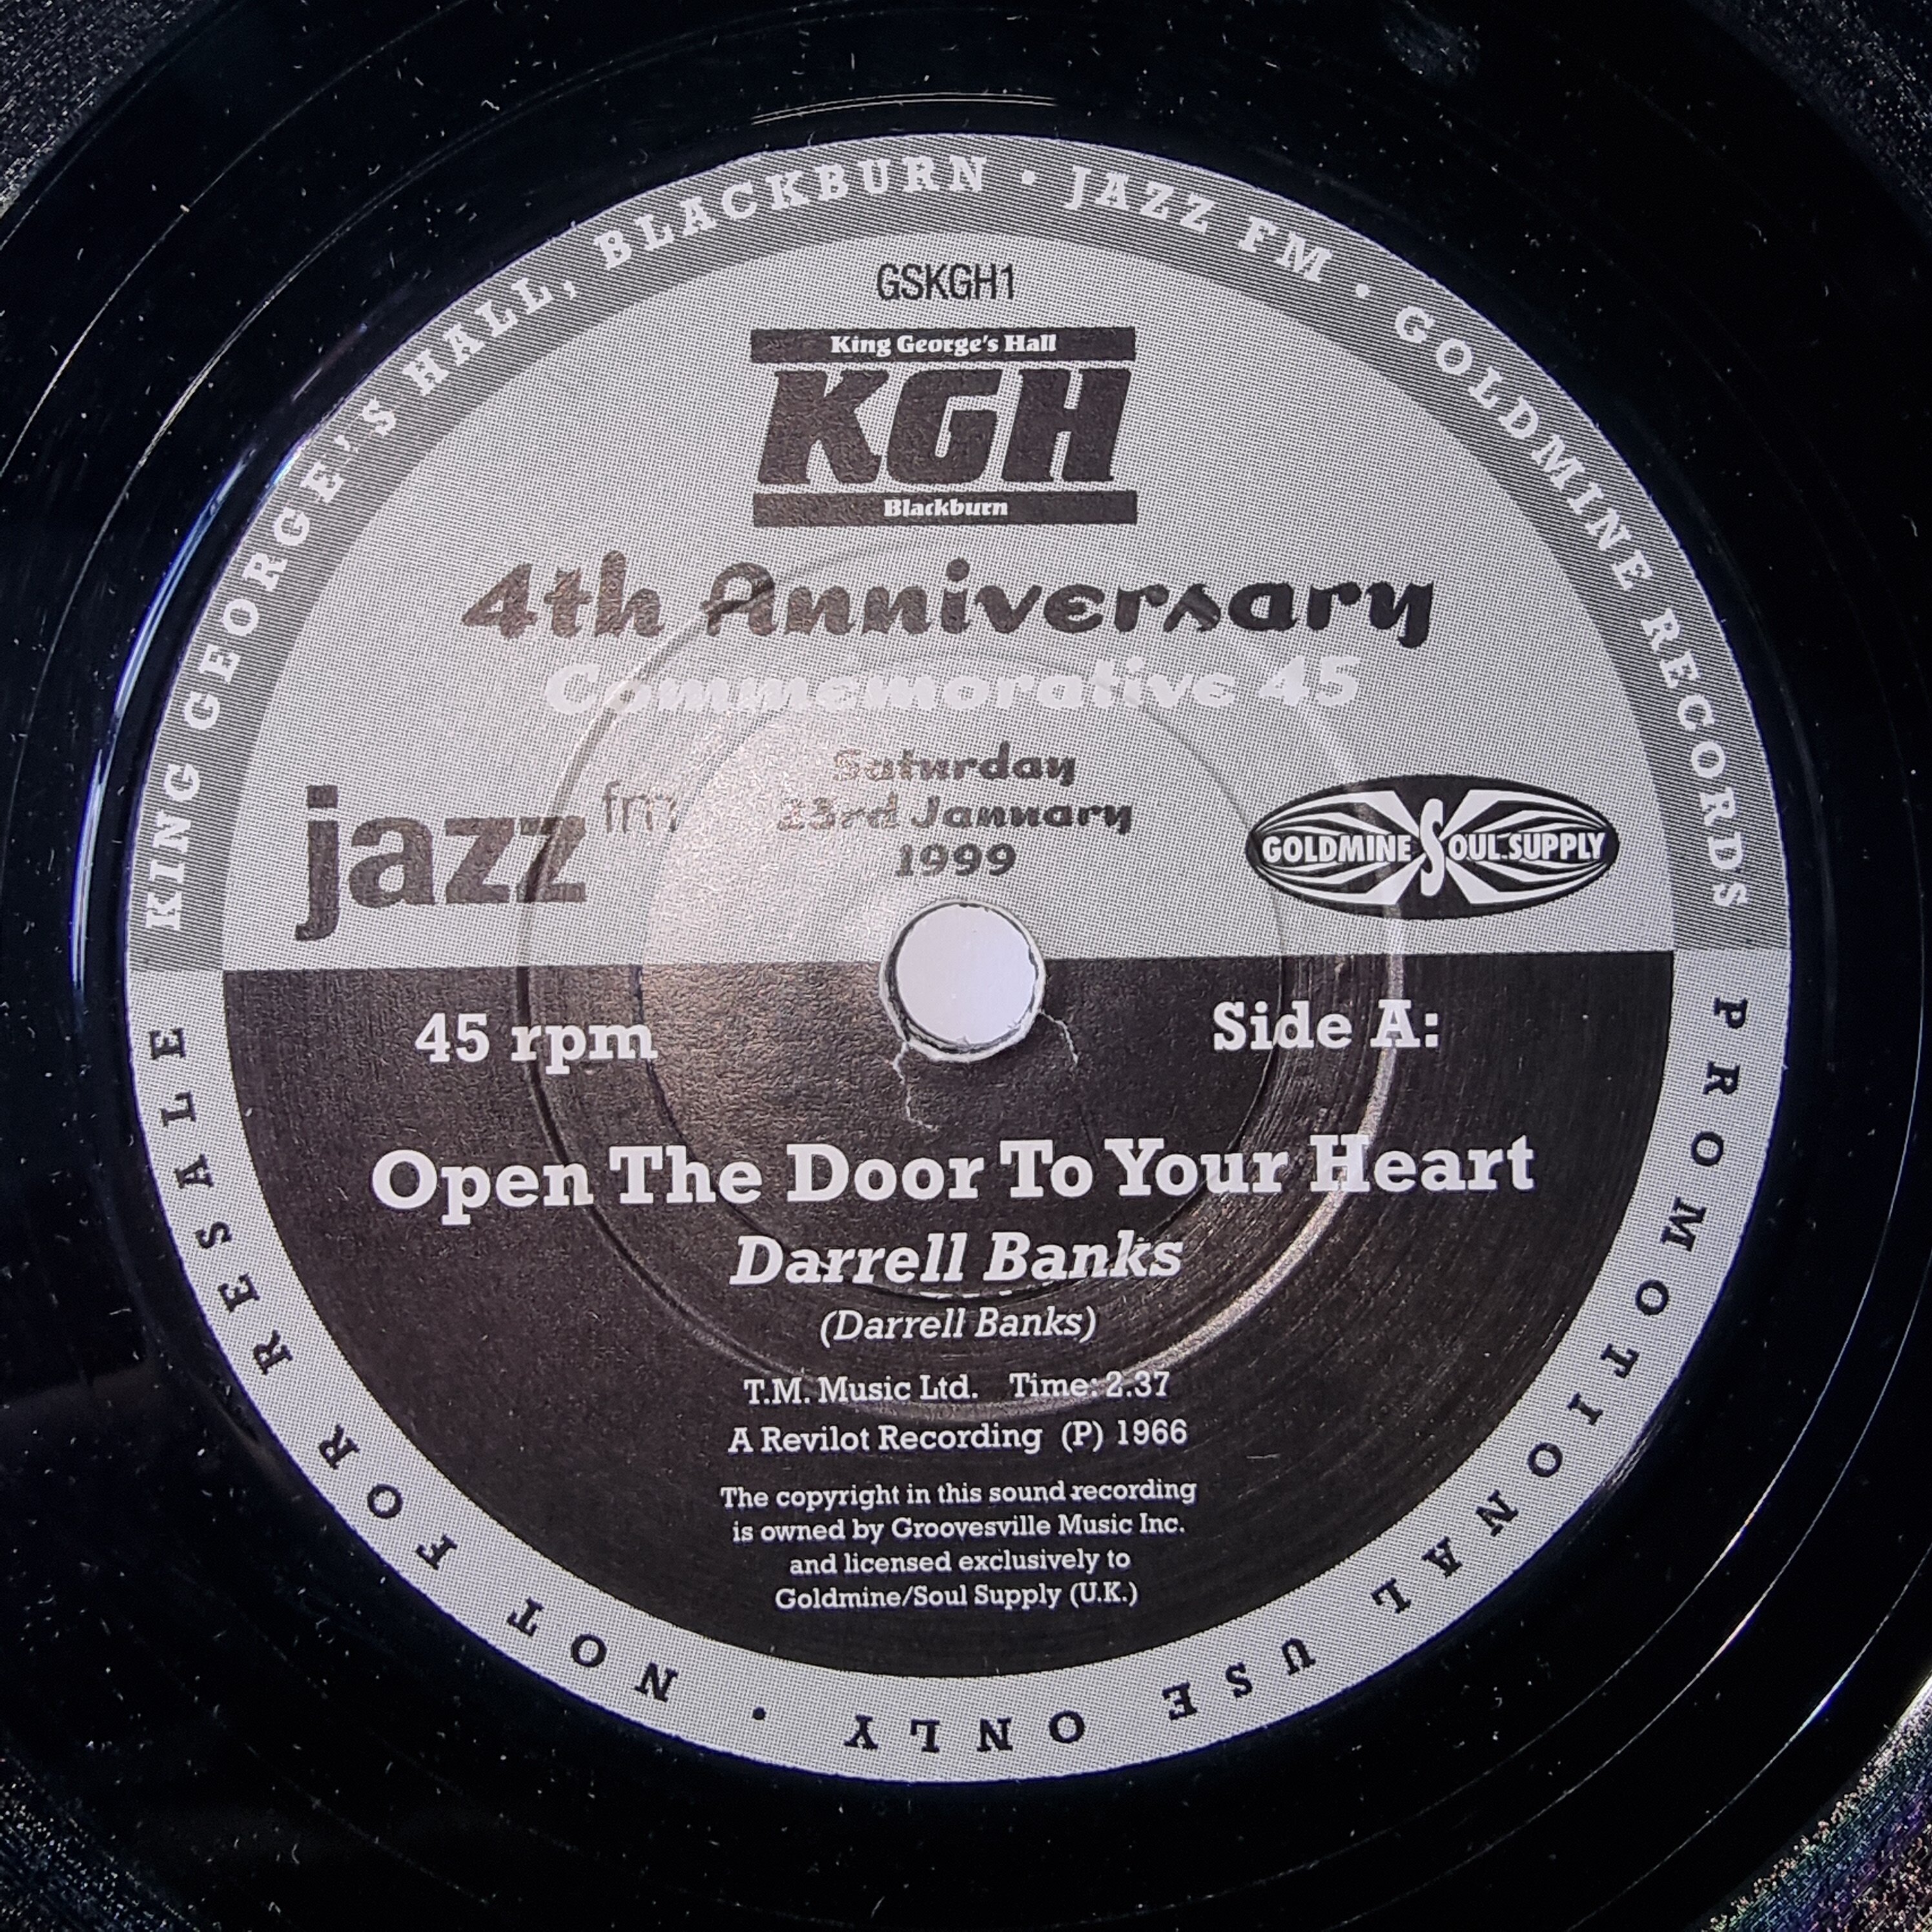 KING GEORGE'S HALL, BLACKBURN • JAZZ FM • GOLDMINE RECORDS
GSKGH1
King George's Hall
KGH
Blackburn
4th Anniversary
Commemorative 45
Saturday
23rd January
1999
jazz fm
GOLDMINE SOUL SUPPLY
45 rpm
Side A:
Open The Door To Your Heart
Darrell Banks
(Darrell Banks)
T.M. Music Ltd. Time: 2.37
A Revilot Recording (P) 1966
The copyright in this sound recording
is owned by Groovesville Music Inc.
and licensed exclusively to
Goldmine/Soul Supply (U.K.)
PROMOTIONAL USE ONLY • NOT FOR RESALE